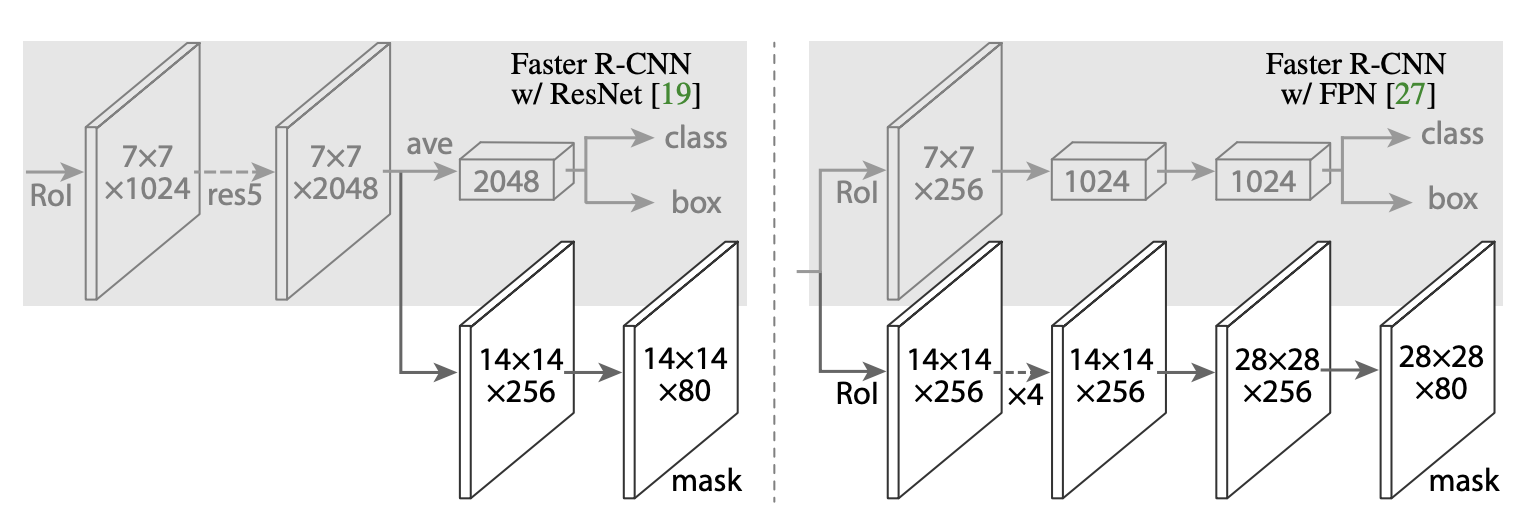 Faster R-CNN
w/ ResNet [19]
RoI
7×7
×1024
res5
7×7
×2048
ave
2048
class
box
14×14
×256
14×14
×80
mask
Faster R-CNN
w/ FPN [27]
RoI
7×7
×256
1024
1024
class
box
RoI
14×14
×256
×4
14×14
×256
28×28
×256
28×28
×80
mask